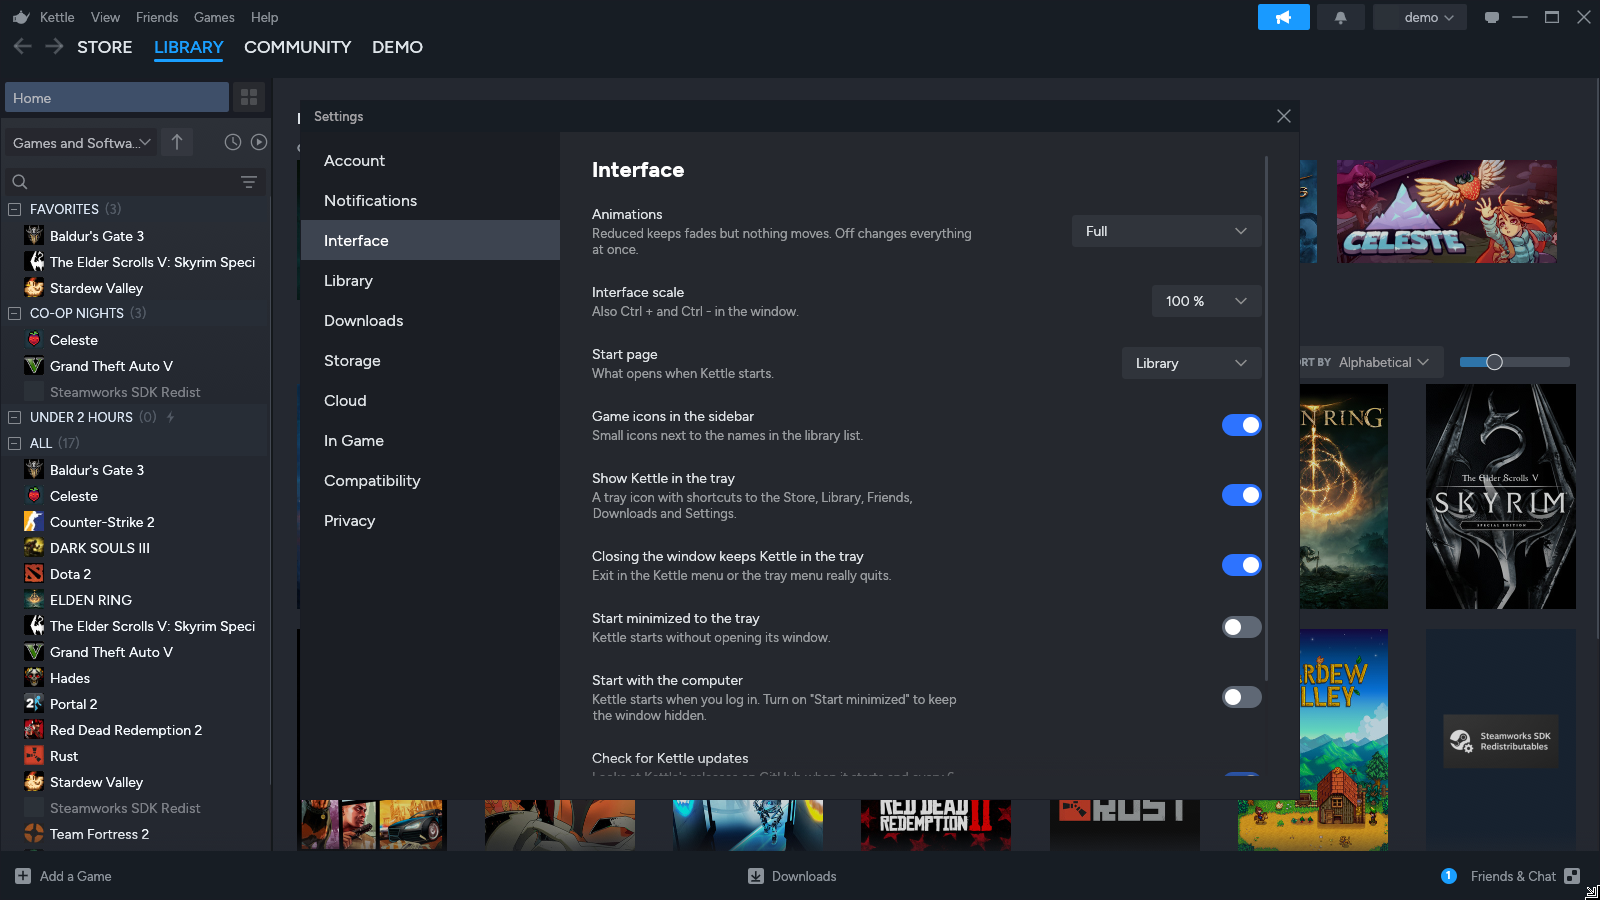 Kettle View Friends Games Help
demo
STORE LIBRARY COMMUNITY DEMO
Home
Games and Softwa...
FAVORITES (3)
Baldur's Gate 3
The Elder Scrolls V: Skyrim Speci
Stardew Valley
CO-OP NIGHTS (3)
Celeste
Grand Theft Auto V
Steamworks SDK Redist
UNDER 2 HOURS (0)
ALL (17)
Baldur's Gate 3
Celeste
Counter-Strike 2
DARK SOULS III
Dota 2
ELDEN RING
The Elder Scrolls V: Skyrim Speci
Grand Theft Auto V
Hades
Portal 2
Red Dead Redemption 2
Rust
Stardew Valley
Steamworks SDK Redist
Team Fortress 2
Settings
Account
Notifications
Interface
Library
Downloads
Storage
Cloud
In Game
Compatibility
Privacy
Interface
Animations
Reduced keeps fades but nothing moves. Off changes everything
at once.
Full
Interface scale
Also Ctrl + and Ctrl - in the window.
100 %
Start page
What opens when Kettle starts.
Library
Game icons in the sidebar
Small icons next to the names in the library list.
Show Kettle in the tray
A tray icon with shortcuts to the Store, Library, Friends,
Downloads and Settings.
Closing the window keeps Kettle in the tray
Exit in the Kettle menu or the tray menu really quits.
Start minimized to the tray
Kettle starts without opening its window.
Start with the computer
Kettle starts when you log in. Turn on "Start minimized" to keep
the window hidden.
Check for Kettle updates
CELESTE
RT BY Alphabetical
N RING
The Elder Scrolls V
SKYRIM
SPECIAL EDITION
RDEW
LLEY
Steamworks SDK
Redistributables
RED DEAD
REDEMPTION II
RUST
Add a Game
Downloads
1 Friends & Chat